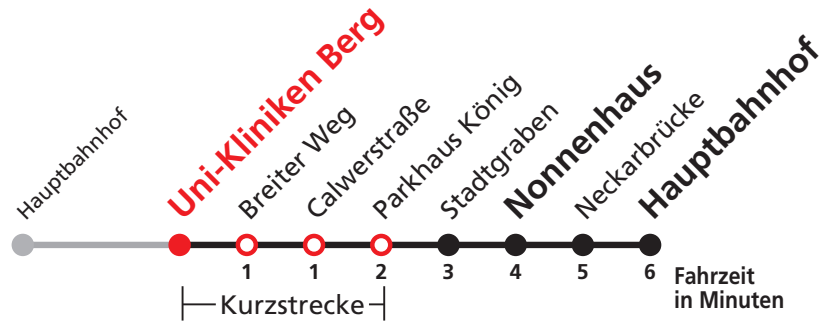 Hauptbahnhof
Uni-Kliniken Berg
Breiter Weg
Calwerstraße
Parkhaus König
Stadtgraben
Nonnenhaus
Neckarbrücke
Hauptbahnhof
1 1 2 3 4 5 6
Fahrzeit
in Minuten
Kurzstrecke